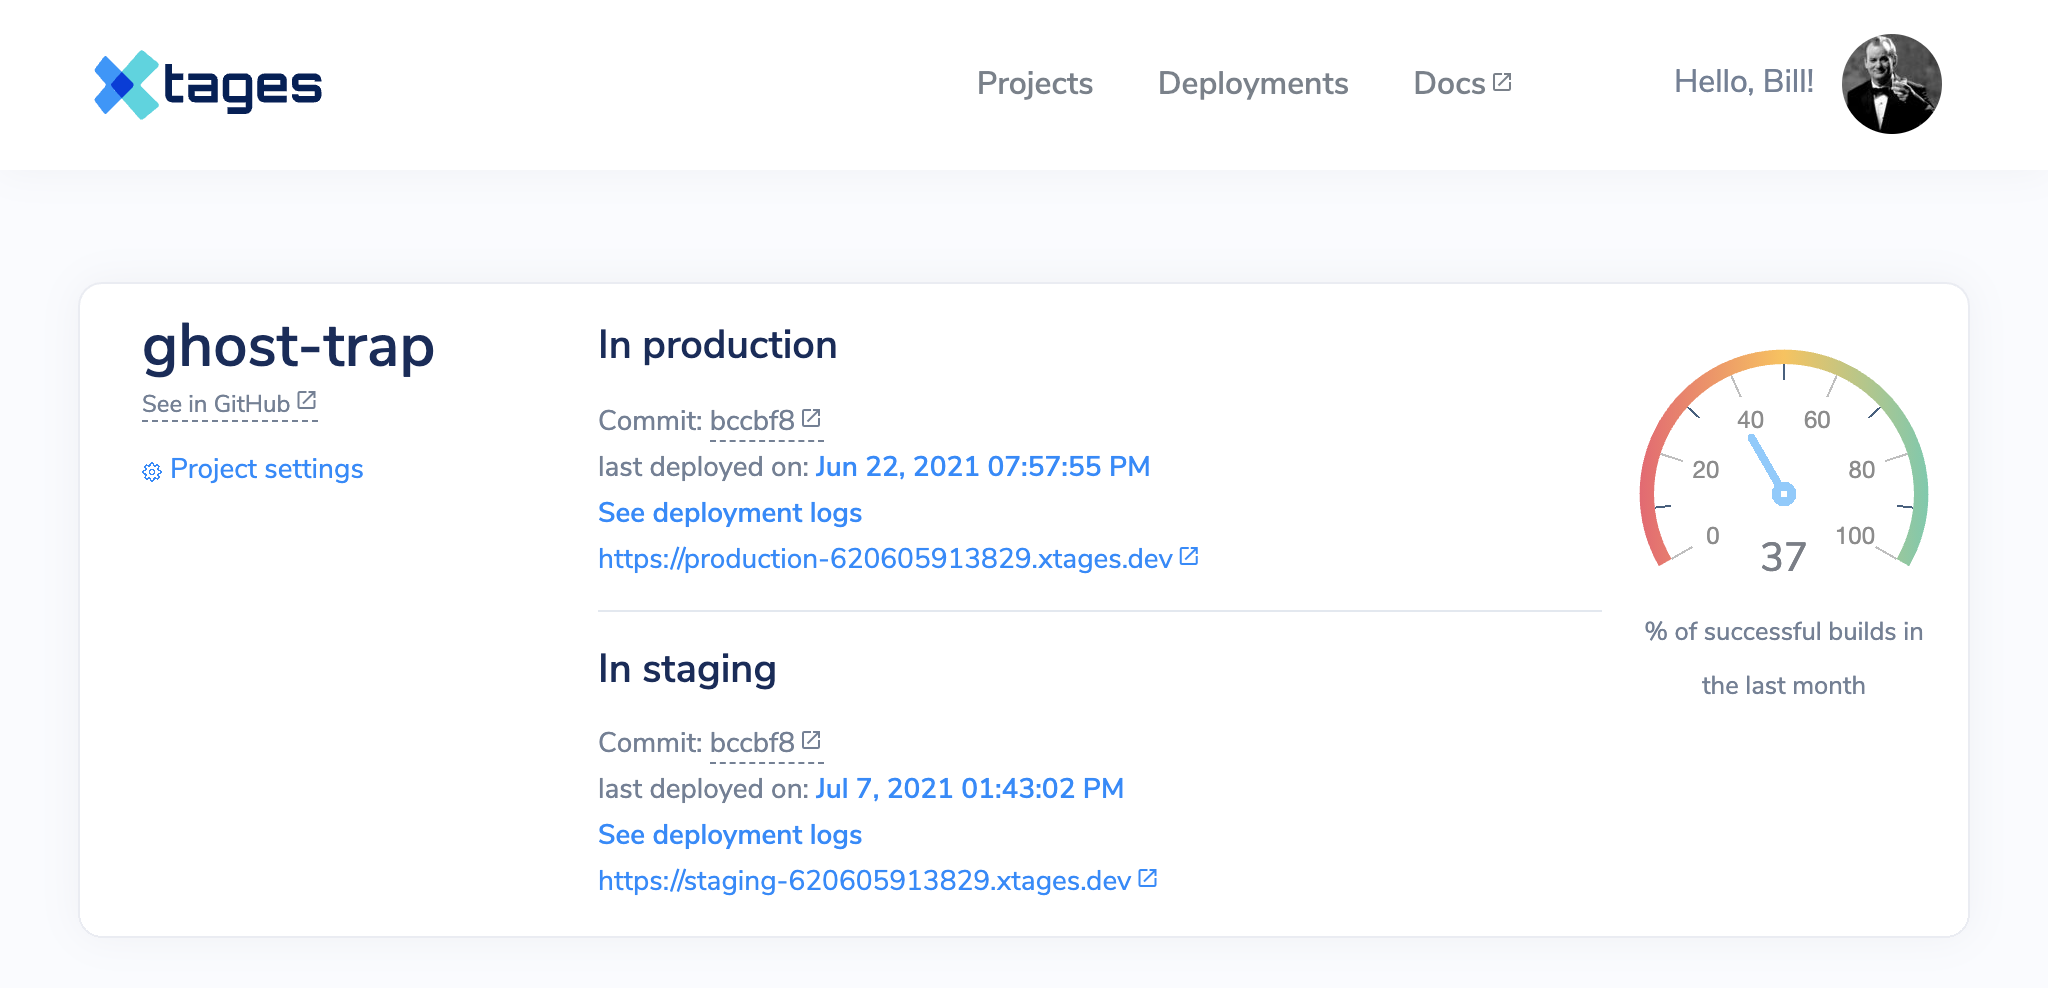 xtages
Projects
Deployments
Docs
Hello, Bill!
ghost-trap
See in GitHub
Project settings
In production
Commit: bccbf8
last deployed on: Jun 22, 2021 07:57:55 PM
See deployment logs
https://production-620605913829.xtages.dev
In staging
Commit: bccbf8
last deployed on: Jul 7, 2021 01:43:02 PM
See deployment logs
https://staging-620605913829.xtages.dev
0
20
40
60
80
100
37
% of successful builds in
the last month